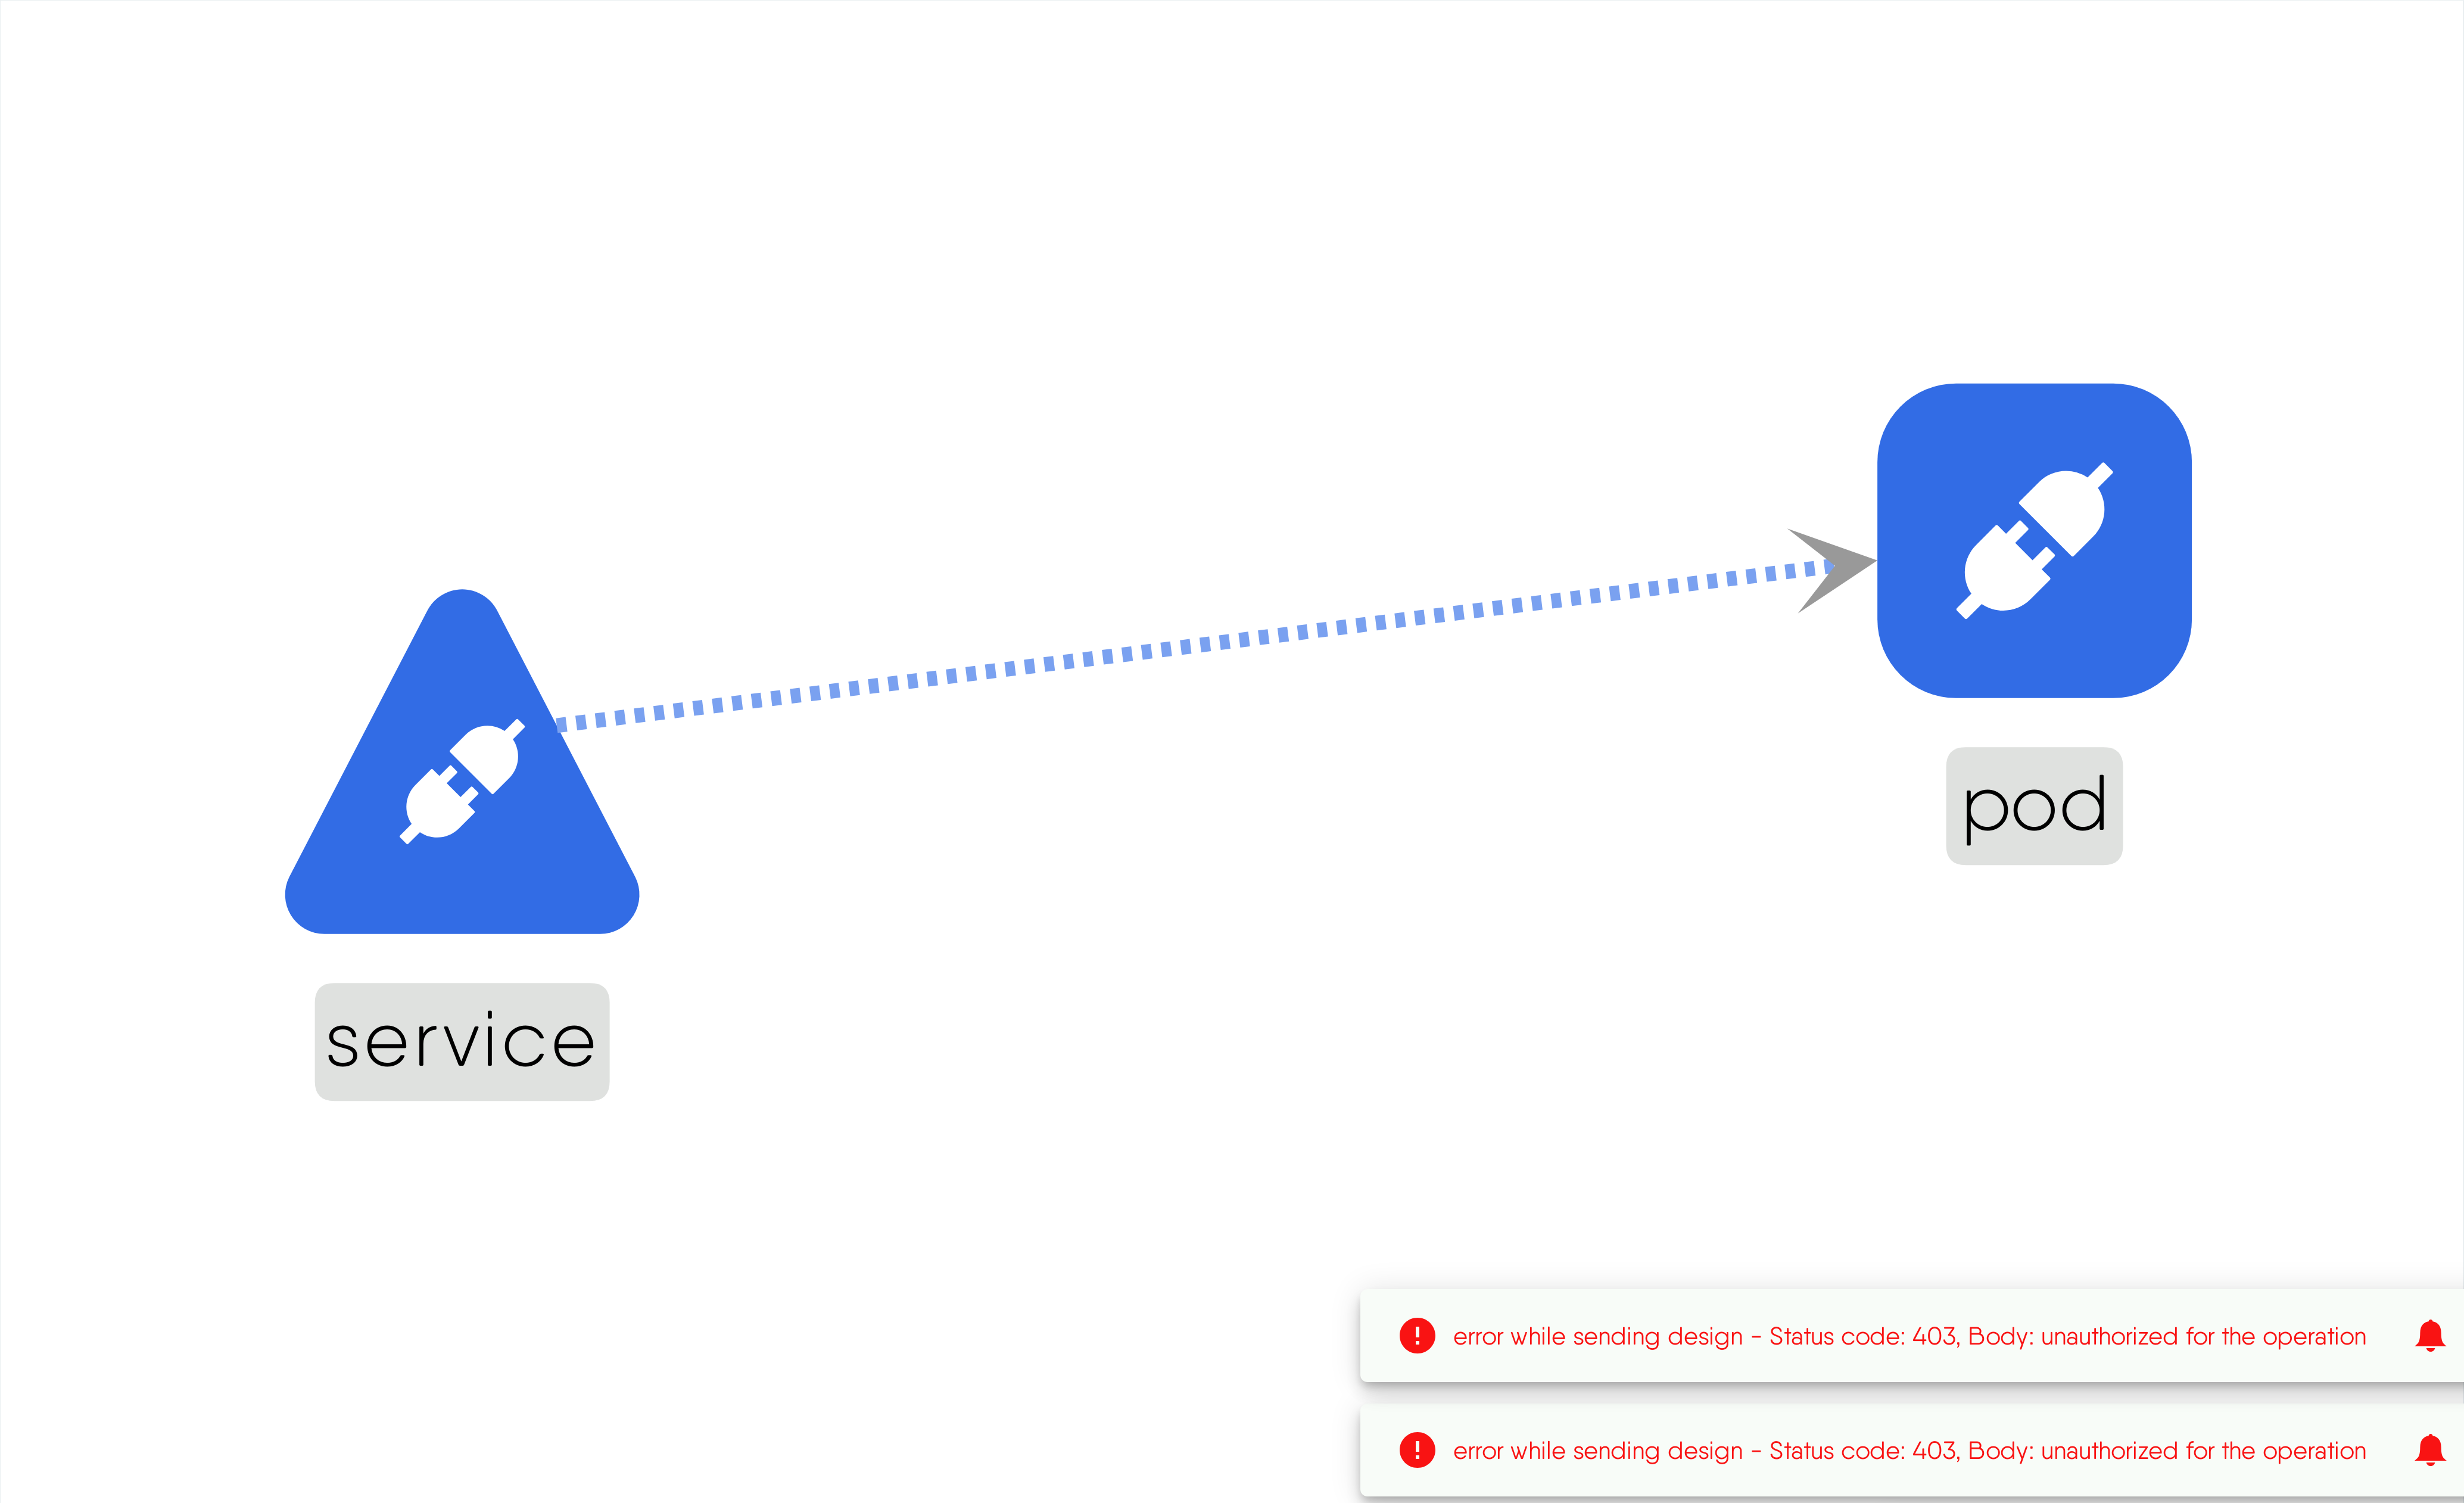 pod
service
error while sending design - Status code: 403, Body: unauthorized for the operation
error while sending design - Status code: 403, Body: unauthorized for the operation